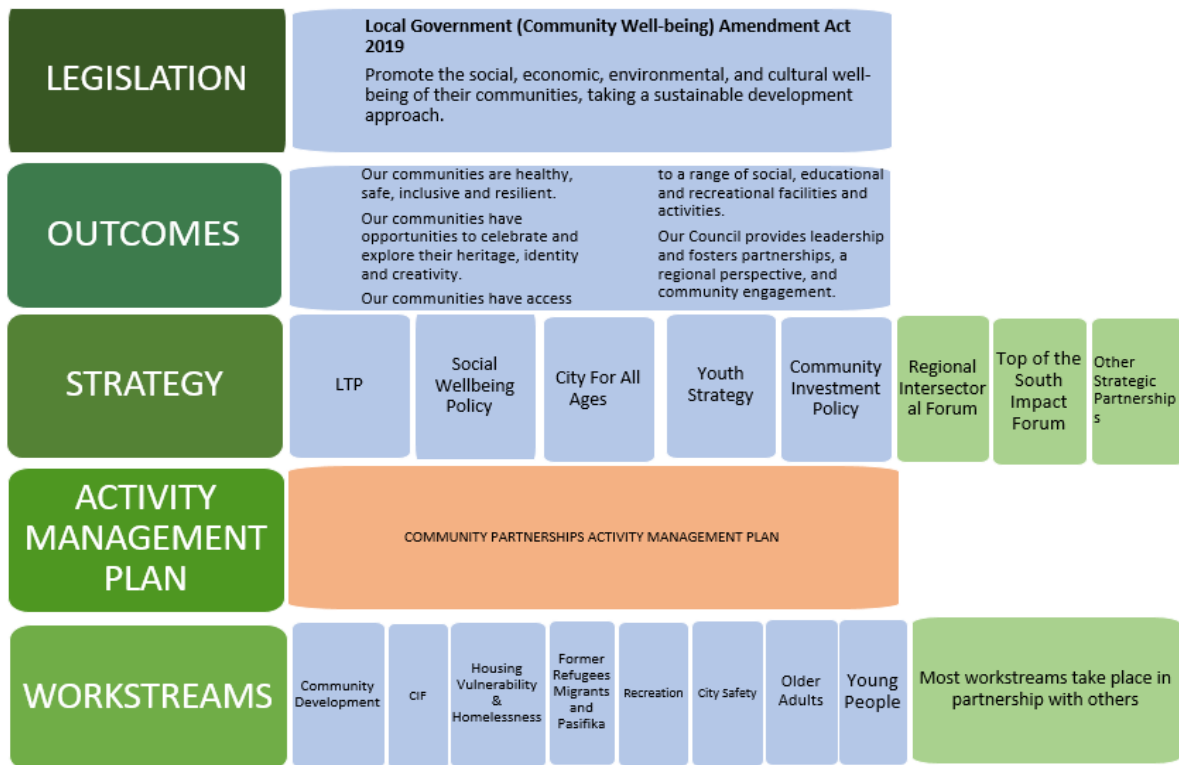 LEGISLATION
Local Government (Community Well-being) Amendment Act
2019
Promote the social, economic, environmental, and cultural well-
being of their communities, taking a sustainable development
approach.
OUTCOMES
Our communities are healthy,
safe, inclusive and resilient.
Our communities have
opportunities to celebrate and
explore their heritage, identity
and creativity.
Our communities have access
to a range of social, educational
and recreational facilities and
activities.
Our Council provides leadership
and fosters partnerships, a
regional perspective, and
community engagement.
STRATEGY
LTP
Social
Wellbeing
Policy
City For All
Ages
Youth
Strategy
Community
Investment
Policy
Regional
Intersector
al Forum
Top of the
South
Impact
Forum
Other
Strategic
Partnership
s
ACTIVITY
MANAGEMENT
PLAN
COMMUNITY PARTNERSHIPS ACTIVITY MANAGEMENT PLAN
WORKSTREAMS
Community
Development
CIF
Housing
Vulnerability
&
Homelessness
Former
Refugees
Migrants
and
Pasifika
Recreation
City Safety
Older
Adults
Young
People
Most workstreams take place in
partnership with others